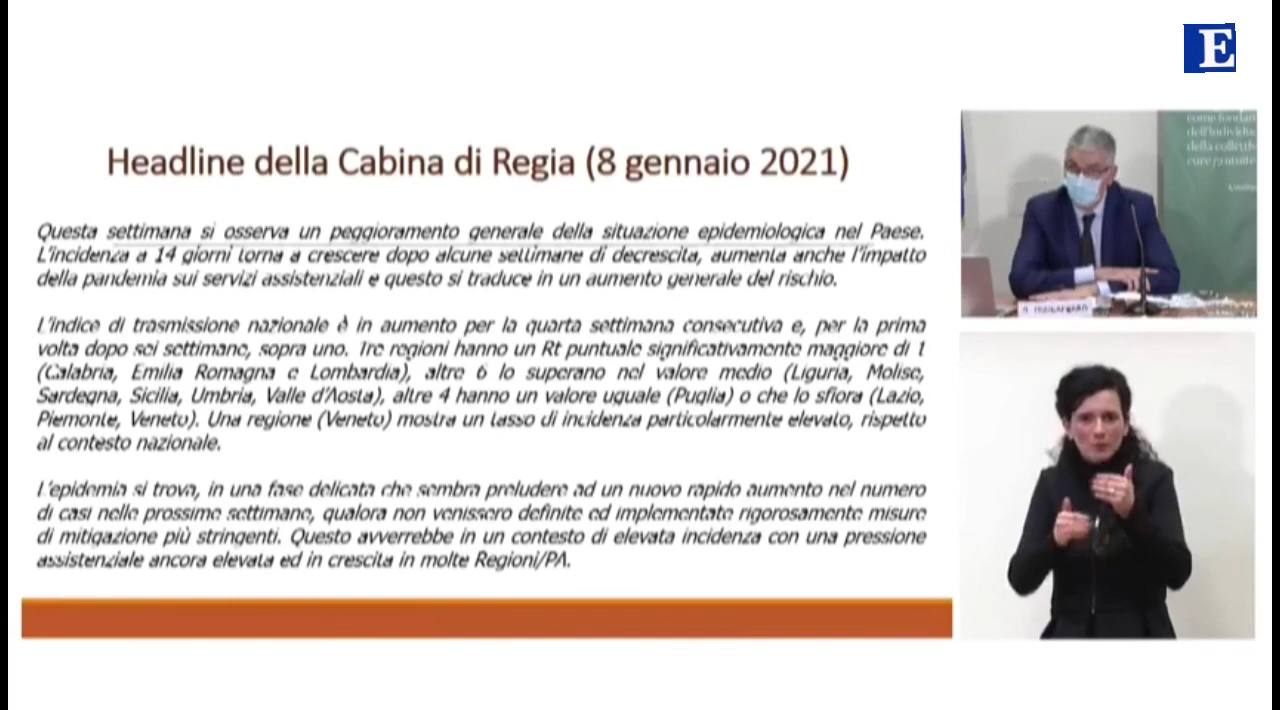 E
Headline della Cabina di Regia (8 gennaio 2021)
Questa settimana si osserva un peggioramento generale della situazione epidemiologica nel Paese.
L'incidenza a 14 giorni torna a crescere dopo alcune settimane di decrescita, aumenta anche l'impatto
della pandemia sui servizi assistenziali e questo si traduce in un aumento generale del rischio.
L'indice di trasmissione nazionale è in aumento per la quarta settimana consecutiva e, per la prima
volta dopo sei settimane, sopra uno. Tre regioni hanno un Rt puntuale significativamente maggiore di 1
(Calabria, Emilia Romagna e Lombardia), altre 6 lo superano nel valore medio (Liguria, Molise,
Sardegna, Sicilia, Umbria, Valle d'Aosta), altre 4 hanno un valore uguale (Puglia) o che lo sfiora (Lazio,
Piemonte, Veneto). Una regione (Veneto) mostra un tasso di incidenza particolarmente elevato, rispetto
al contesto nazionale.
L'epidemia si trova, in una fase delicata che sembra preludere ad un nuovo rapido aumento nel numero
di casi nelle prossime settimane, qualora non venissero definite ed implementate rigorosamente misure
di mitigazione più stringenti. Questo avverrebbe in un contesto di elevata incidenza con una pressione
assistenziale ancora elevata ed in crescita in molte Regioni/PA.
come fondam
dell'individu
della collettiv
cure gratuite